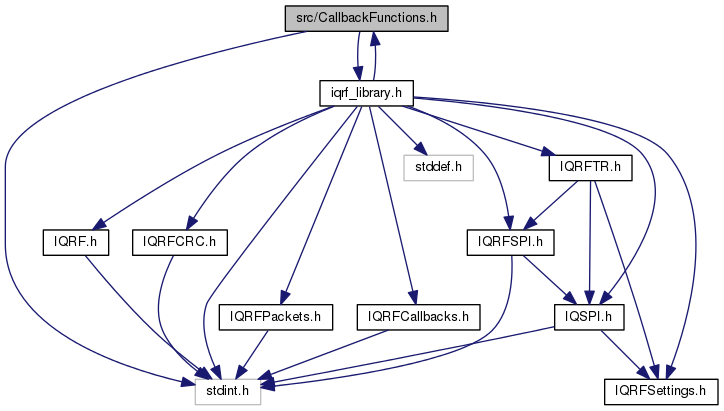 src/CallbackFunctions.h
iqrf_library.h
stddef.h
IQRFTR.h
IQRF.h
IQRFCRC.h
IQRFSPI.h
IQRFPackets.h
IQRFCallbacks.h
IQSPI.h
stdint.h
IQRFSettings.h